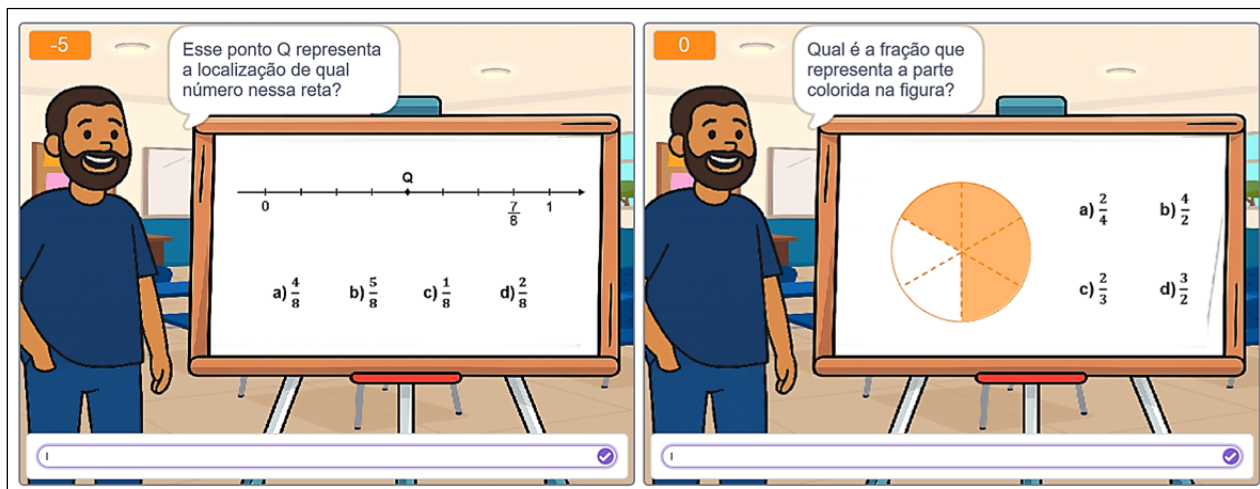 -5
Esse ponto Q representa
a localização de qual
número nessa reta?
Q
0 7/8 1
a) 4/8 b) 5/8 c) 1/8 d) 2/8
0
Qual é a fração que
representa a parte
colorida na figura?
a) 2/4 b) 4/2
c) 2/3 d) 3/2